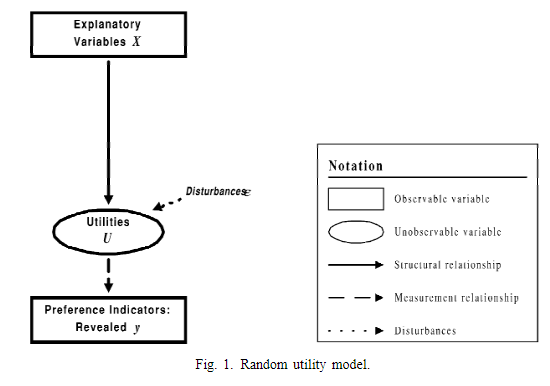 Explanatory
Variables X
Disturbances ε
Utilities
U
Preference Indicators:
Revealed y
Notation
Observable variable
Unobservable variable
Structural relationship
Measurement relationship
Disturbances
Fig. 1. Random utility model.